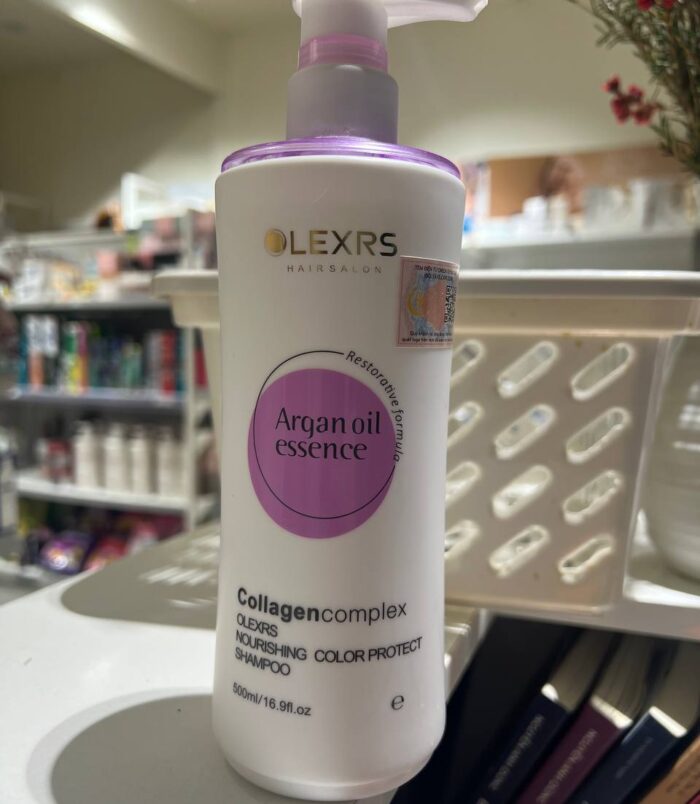 OLEXRS
HAIRSALON
Restorative formula
Argan oil
essence
Collagencomplex
OLEXRS
NOURISHING COLOR PROTECT
SHAMPOO
500ml/16.9fl.oz
e